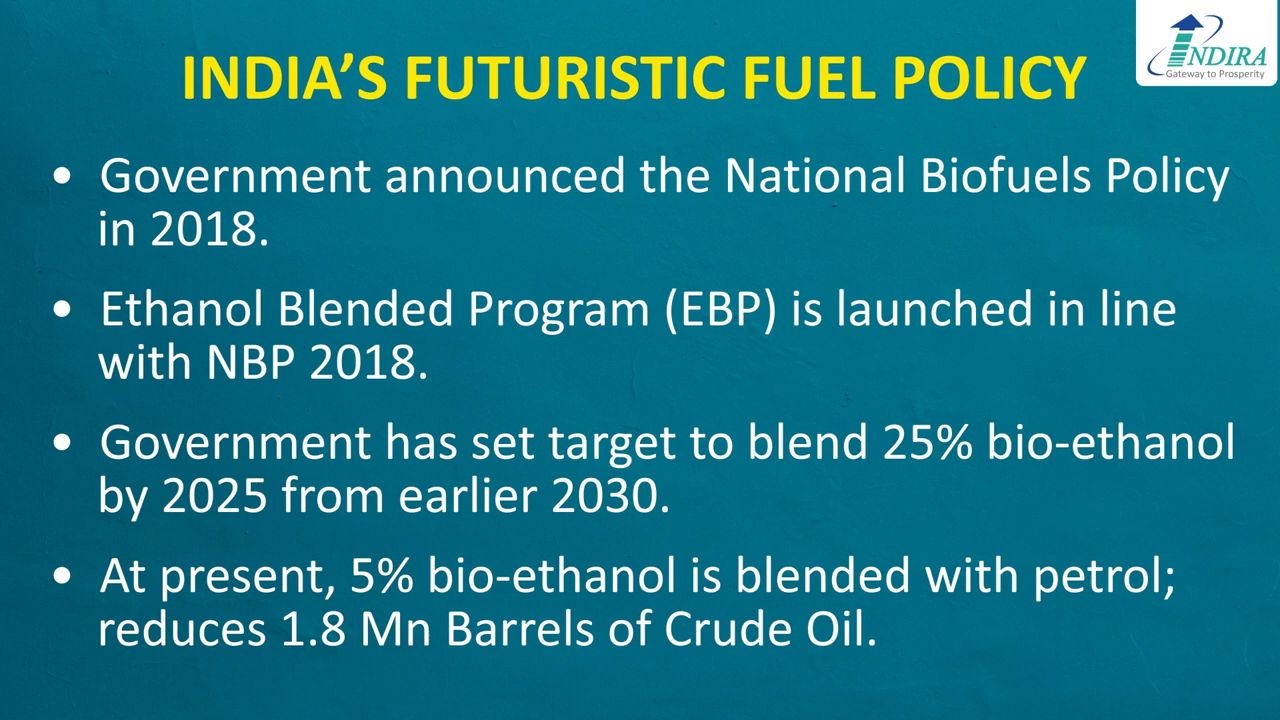 INDIRA
Gateway to Prosperity
INDIA’S FUTURISTIC FUEL POLICY
• Government announced the National Biofuels Policy
in 2018.
• Ethanol Blended Program (EBP) is launched in line
with NBP 2018.
• Government has set target to blend 25% bio-ethanol
by 2025 from earlier 2030.
• At present, 5% bio-ethanol is blended with petrol;
reduces 1.8 Mn Barrels of Crude Oil.